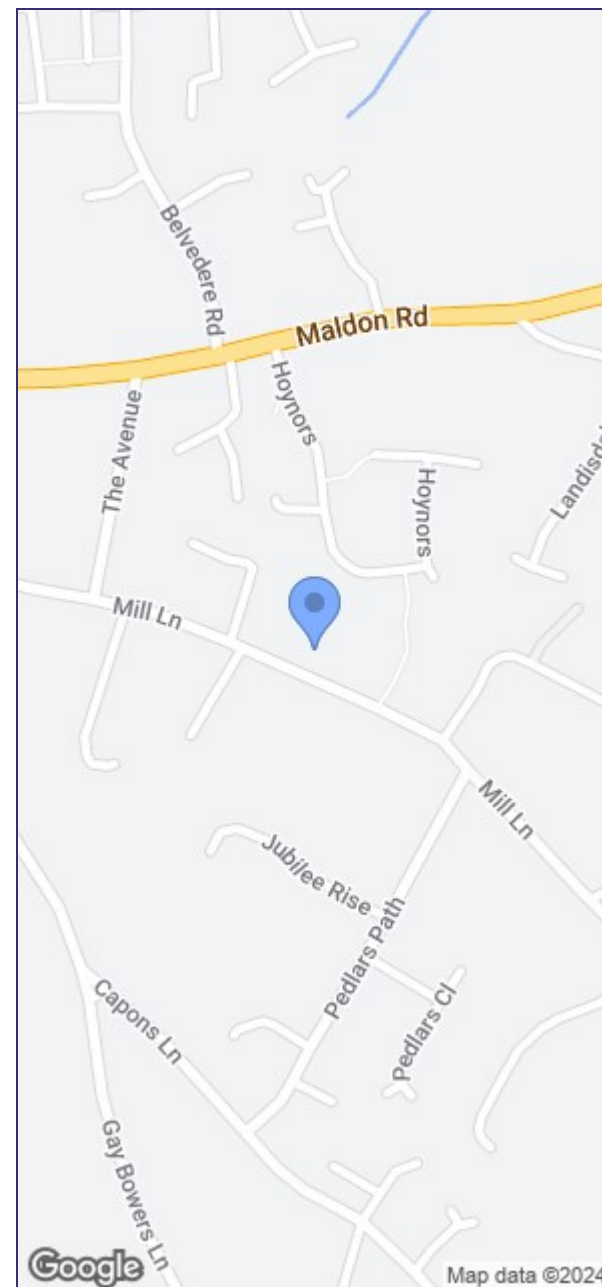 Belvedere Rd
Maldon Rd
Hoynors
The Avenue
Hoynors
Landisd
Mill Ln
Mill Ln
Jubilee Rise
Pedlars Path
Capons Ln
Pedlars Cl
Gay Bowers Ln
Google
Map data ©2024